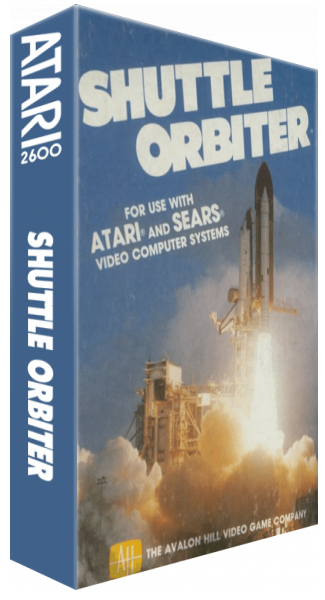 ATARI
2600
SHUTTLE ORBITER
SHUTTLE
ORBITER
FOR USE WITH
ATARI® AND SEARS®
VIDEO COMPUTER SYSTEMS
AH
THE AVALON HILL VIDEO GAME COMPANY